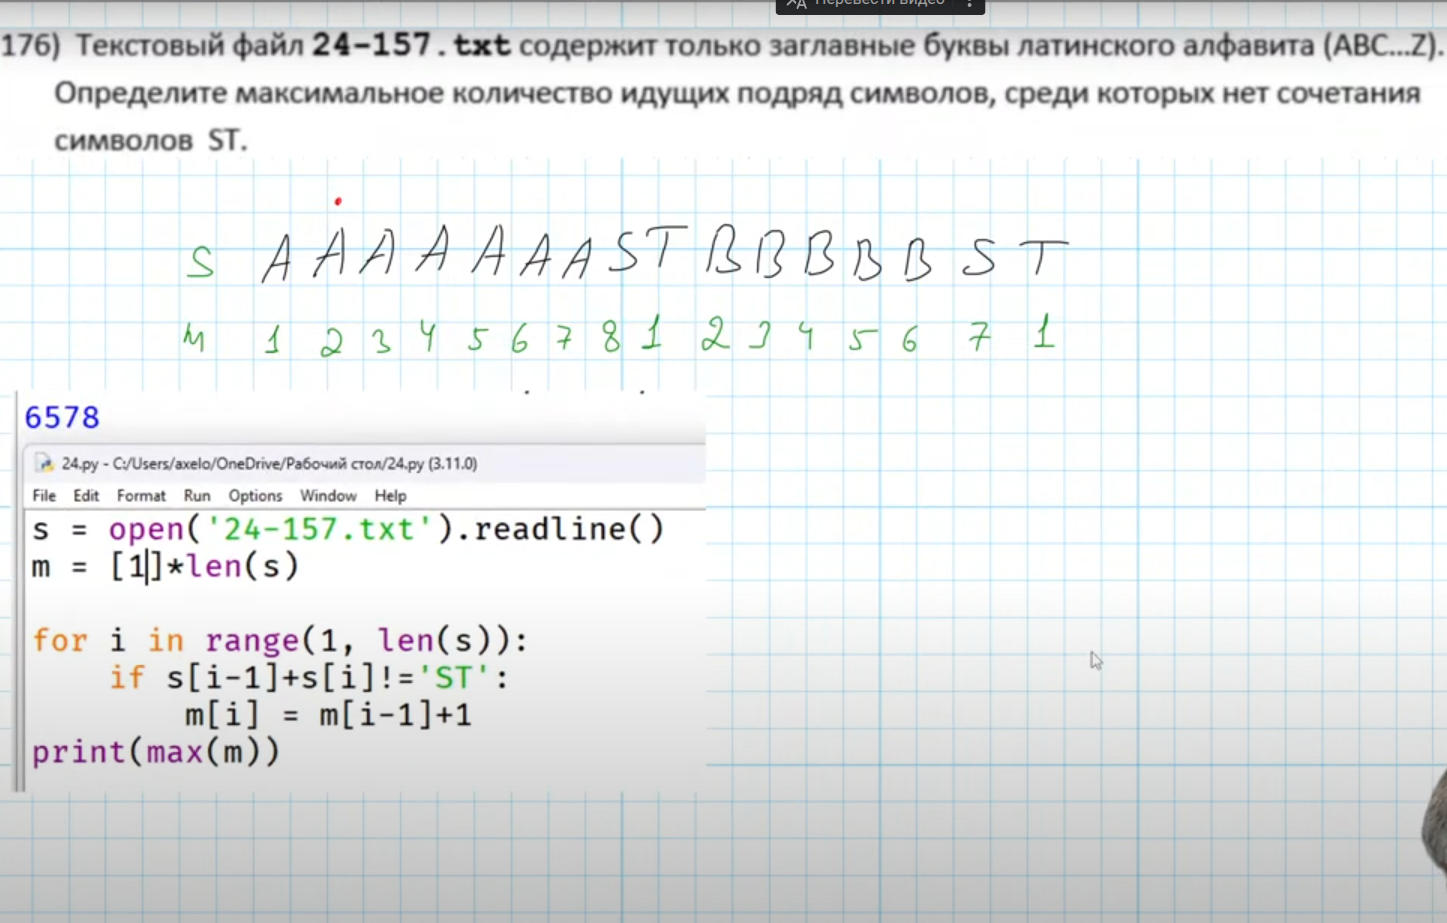 Перевести видео
176) Текстовый файл 24-157.txt содержит только заглавные буквы латинского алфавита (ABC...Z).
Определите максимальное количество идущих подряд символов, среди которых нет сочетания
символов ST.
S A A A A A A A S T B B B B B S T
M 1 2 3 4 5 6 7 8 1 2 3 4 5 6 7 1
6578
24.py - C:/Users/axelo/OneDrive/Рабочий стол/24.py (3.11.0)
File Edit Format Run Options Window Help
s = open('24-157.txt').readline()
m = [1]*len(s)
for i in range(1, len(s)):
if s[i-1]+s[i]!='ST':
m[i] = m[i-1]+1
print(max(m))